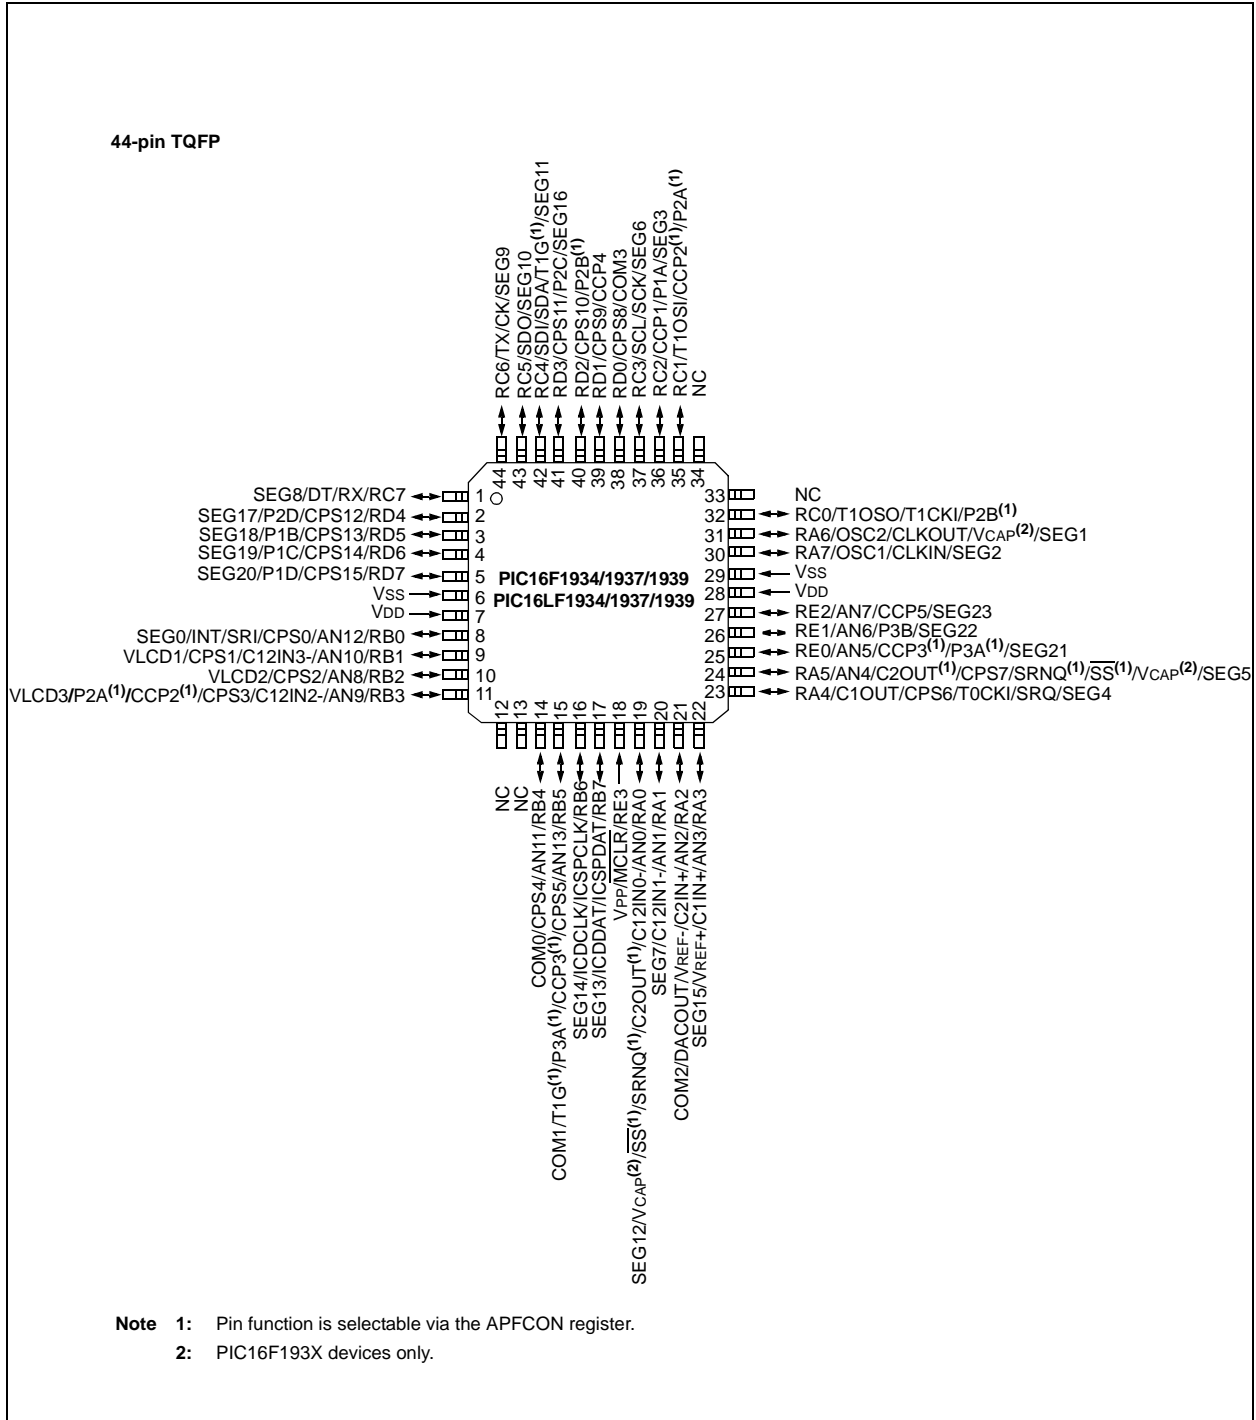 44-pin TQFP
RC6/TX/CK/SEG9
RC5/SDO/SEG10
RC4/SDI/SDA/T1G(1)/SEG11
RD3/CPS11/P2C/SEG16
RD2/CPS10/P2B(1)
RD1/CPS9/CCP4
RD0/CPS8/COM3
RC3/SCL/SCK/SEG6
RC2/CCP1/P1A/SEG3
RC1/T1OSI/CCP2(1)/P2A(1)
NC
44 43 42 41 40 39 38 37 36 35 34
SEG8/DT/RX/RC7 1
SEG17/P2D/CPS12/RD4 2
SEG18/P1B/CPS13/RD5 3
SEG19/P1C/CPS14/RD6 4
SEG20/P1D/CPS15/RD7 5
VSS 6
VDD 7
SEG0/INT/SRI/CPS0/AN12/RB0 8
VLCD1/CPS1/C12IN3-/AN10/RB1 9
VLCD2/CPS2/AN8/RB2 10
VLCD3/P2A(1)/CCP2(1)/CPS3/C12IN2-/AN9/RB3 11
PIC16F1934/1937/1939
PIC16LF1934/1937/1939
33 NC
32 RC0/T1OSO/T1CKI/P2B(1)
31 RA6/OSC2/CLKOUT/VCAP(2)/SEG1
30 RA7/OSC1/CLKIN/SEG2
29 VSS
28 VDD
27 RE2/AN7/CCP5/SEG23
26 RE1/AN6/P3B/SEG22
25 RE0/AN5/CCP3(1)/P3A(1)/SEG21
24 RA5/AN4/C2OUT(1)/CPS7/SRNQ(1)/SS(1)/VCAP(2)/SEG5
23 RA4/C1OUT/CPS6/T0CKI/SRQ/SEG4
12 13 14 15 16 17 18 19 20 21 22
NC
NC
COM0/CPS4/AN11/RB4
COM1/T1G(1)/P3A(1)/CCP3(1)/CPS5/AN13/RB5
SEG14/ICDCLK/ICSPCLK/RB6
SEG13/ICDDAT/ICSPDAT/RB7
VPP/MCLR/RE3
SEG12/VCAP(2)/SS(1)/SRNQ(1)/C2OUT(1)/C12IN0-/AN0/RA0
SEG7/C12IN1-/AN1/RA1
COM2/DACOUT/VREF-/C2IN+/AN2/RA2
SEG15/VREF+/C1IN+/AN3/RA3
Note 1: Pin function is selectable via the APFCON register.
2: PIC16F193X devices only.